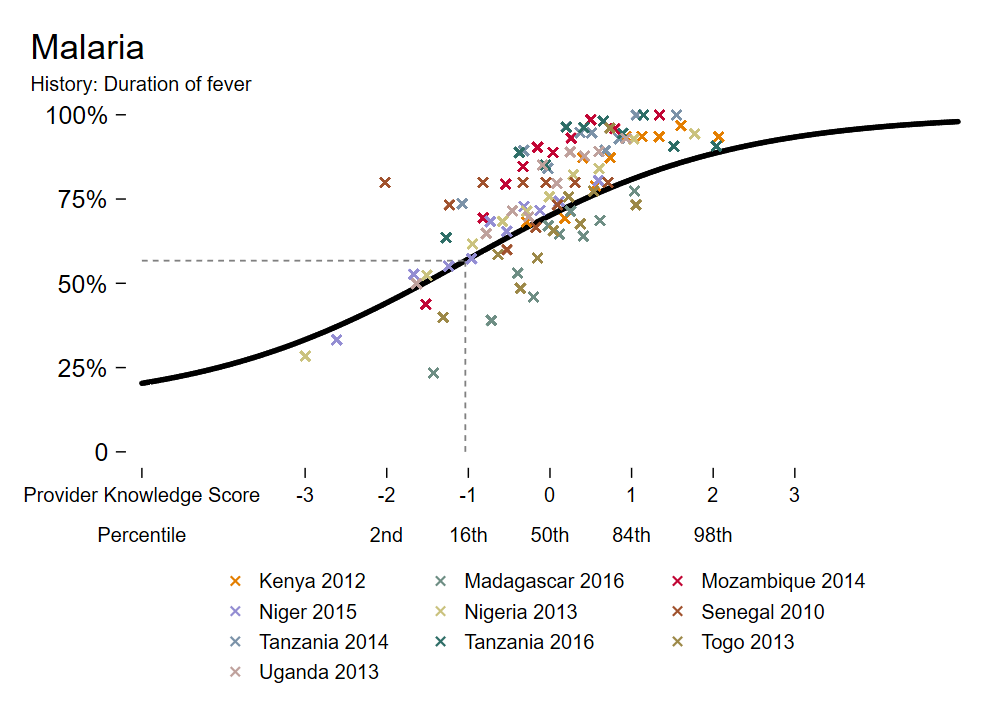 Malaria
History: Duration of fever
100%
75%
50%
25%
0
Provider Knowledge Score -3 -2 -1 0 1 2 3
Percentile 2nd 16th 50th 84th 98th
Kenya 2012 Madagascar 2016 Mozambique 2014
Niger 2015 Nigeria 2013 Senegal 2010
Tanzania 2014 Tanzania 2016 Togo 2013
Uganda 2013